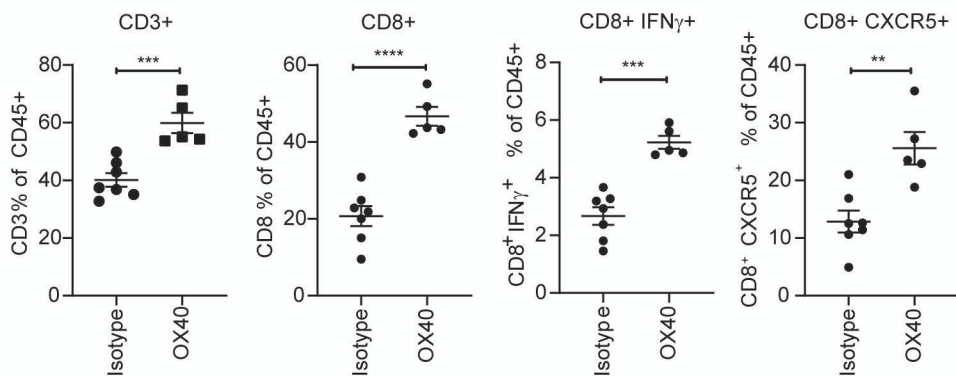 CD3+
CD3% of CD45+
80
60
40
20
0
***
Isotype
OX40
CD8+
CD8 % of CD45+
60
40
20
0
****
Isotype
OX40
CD8+ IFNγ+
CD8⁺ IFNγ⁺ % of CD45+
8
6
4
2
0
***
Isotype
OX40
CD8+ CXCR5+
CD8⁺ CXCR5⁺ % of CD45+
40
30
20
10
0
**
Isotype
OX40